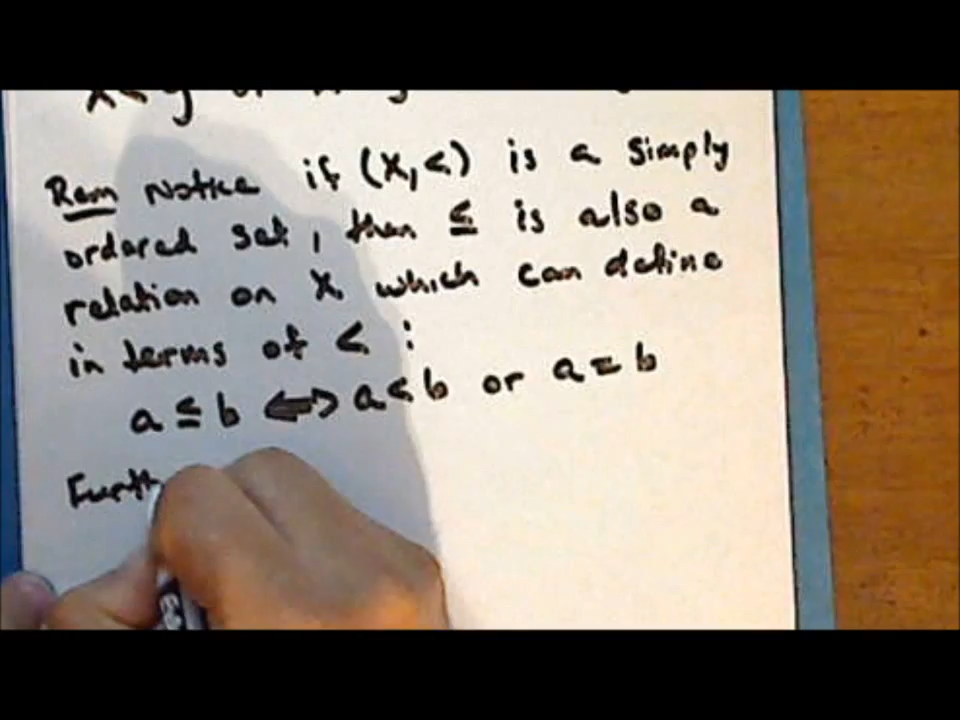 Rem Notice if (X,<) is a simply
ordered set, then ≤ is also a
relation on X which can define
in terms of < :
a ≤ b ⟺ a < b or a = b
Furth